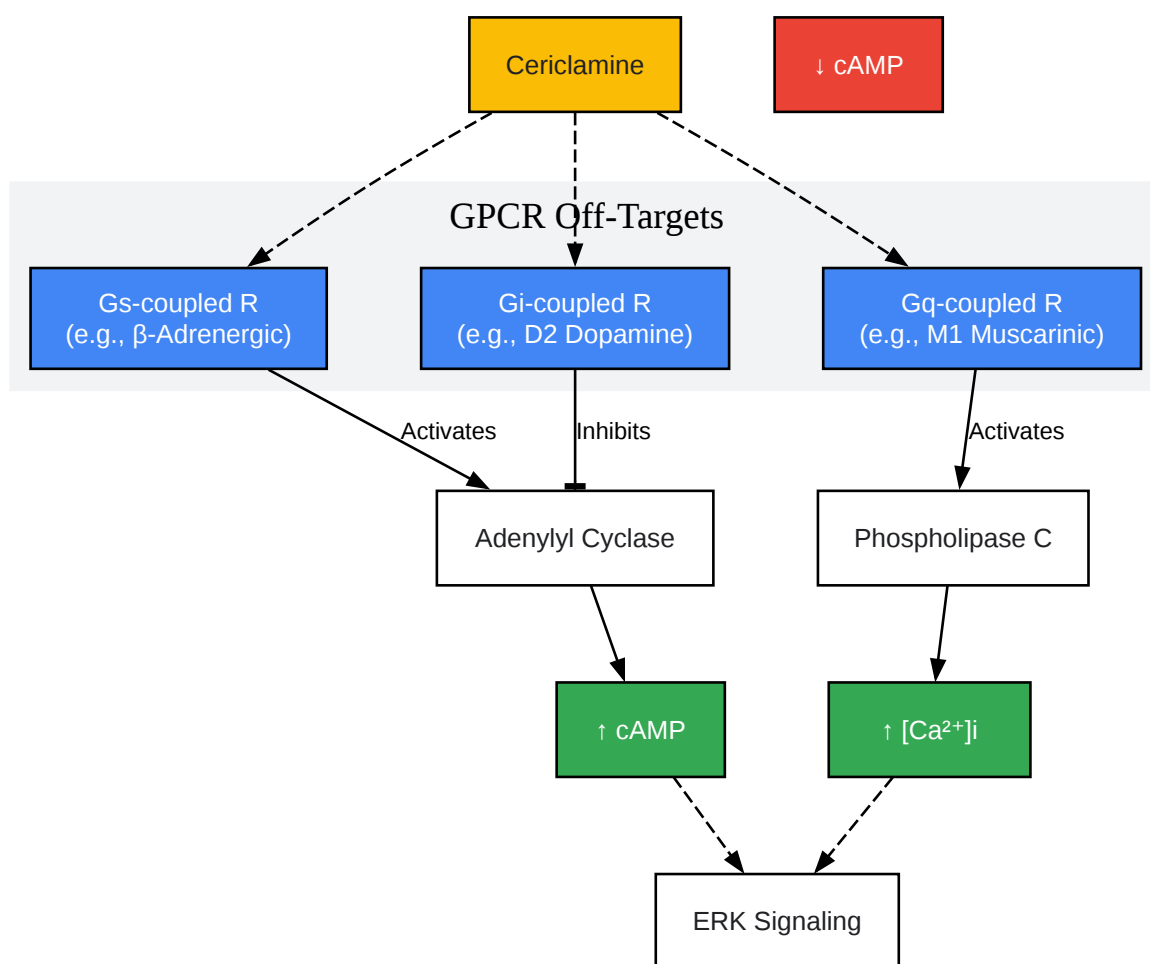 Cericlamine
↓ cAMP
GPCR Off-Targets
Gs-coupled R
(e.g., β-Adrenergic)
Gi-coupled R
(e.g., D2 Dopamine)
Gq-coupled R
(e.g., M1 Muscarinic)
Activates
Inhibits
Activates
Adenylyl Cyclase
Phospholipase C
↑ cAMP
↑ [Ca²⁺]i
ERK Signaling